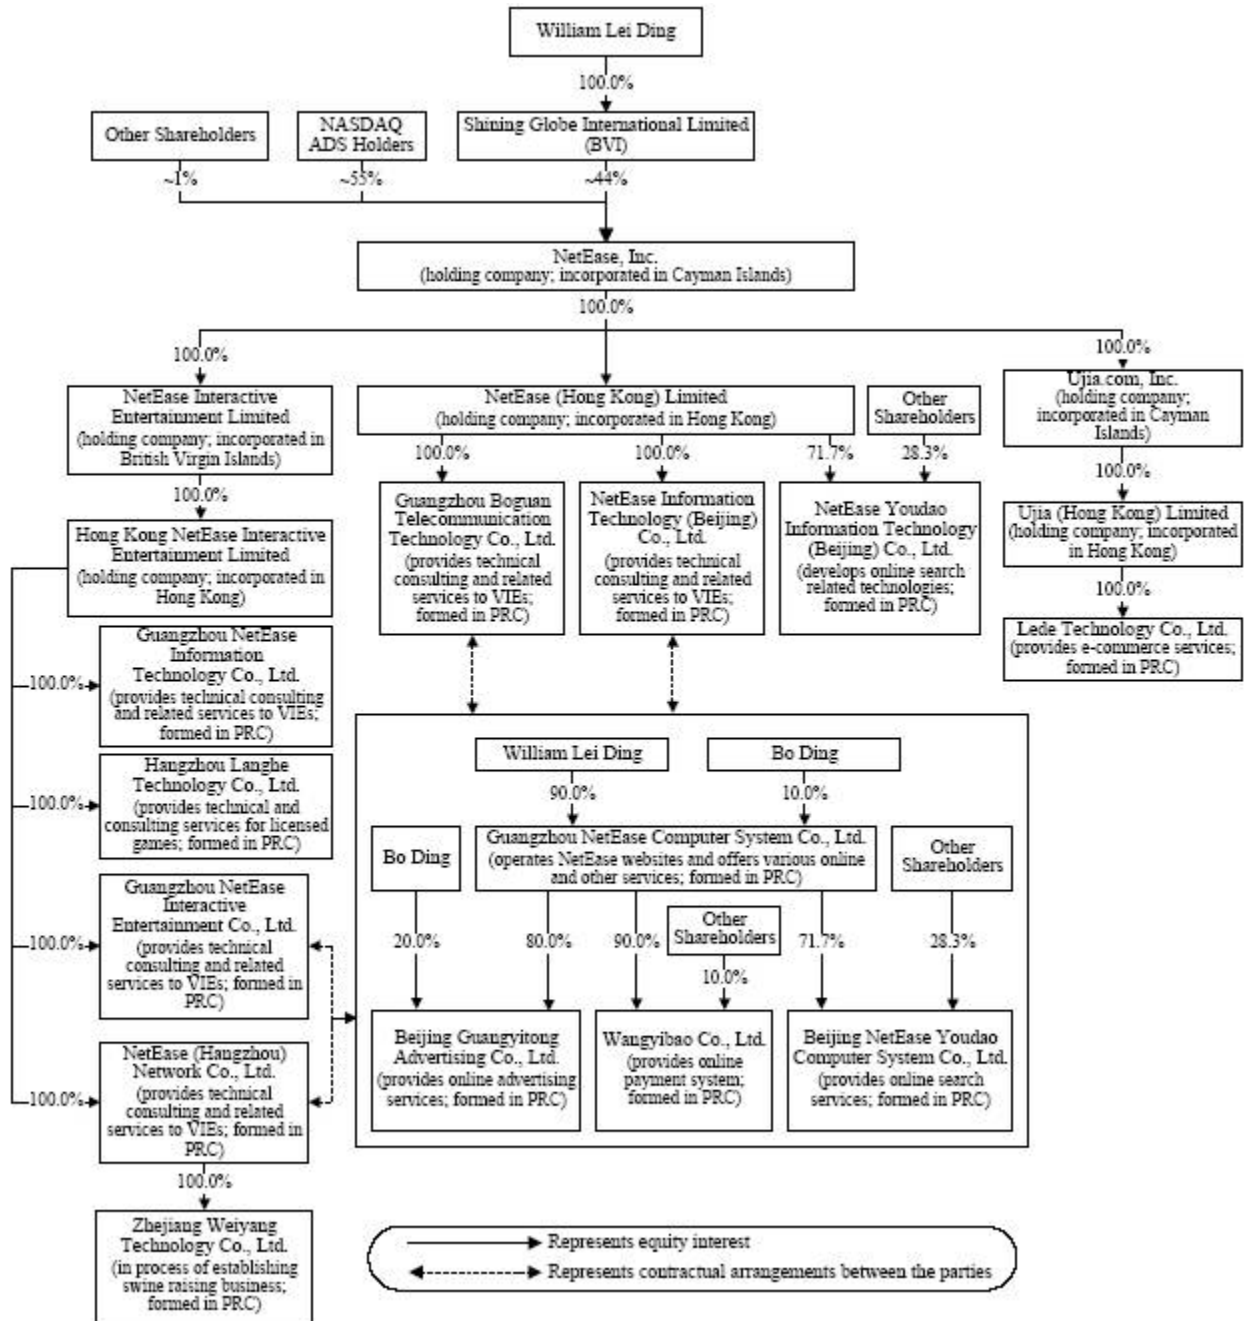 William Lei Ding
100.0%
Other Shareholders
NASDAQ
ADS Holders
Shining Globe International Limited
(BVI)
~1%
~55%
~44%
NetEase, Inc.
(holding company; incorporated in Cayman Islands)
100.0%
100.0%
100.0%
NetEase Interactive
Entertainment Limited
(holding company; incorporated in
British Virgin Islands)
NetEase (Hong Kong) Limited
(holding company; incorporated in Hong Kong)
Other
Shareholders
Ujia.com, Inc.
(holding company;
incorporated in Cayman
Islands)
100.0%
100.0%
71.7%
28.3%
100.0%
100.0%
Hong Kong NetEase Interactive
Entertainment Limited
(holding company; incorporated in
Hong Kong)
Guangzhou Boguan
Telecommunication
Technology Co., Ltd.
(provides technical
consulting and related
services to VIEs;
formed in PRC)
NetEase Information
Technology (Beijing)
Co., Ltd.
(provides technical
consulting and related
services to VIEs;
formed in PRC)
NetEase Youdao
Information Technology
(Beijing) Co., Ltd.
(develops online search
related technologies;
formed in PRC)
Ujia (Hong Kong) Limited
(holding company; incorporated
in Hong Kong)
100.0%
Lede Technology Co., Ltd.
(provides e-commerce services;
formed in PRC)
100.0%
Guangzhou NetEase
Information
Technology Co., Ltd.
(provides technical consulting
and related services to VIEs;
formed in PRC)
100.0%
Hangzhou Langhe
Technology Co., Ltd.
(provides technical and
consulting services for licensed
games; formed in PRC)
100.0%
Guangzhou NetEase
Interactive
Entertainment Co., Ltd.
(provides technical
consulting and related
services to VIEs; formed in
PRC)
100.0%
NetEase (Hangzhou)
Network Co., Ltd.
(provides technical
consulting and related
services to VIEs; formed in
PRC)
100.0%
Zhejiang Weiyang
Technology Co., Ltd.
(in process of establishing
swine raising business;
formed in PRC)
William Lei Ding
Bo Ding
90.0%
10.0%
Bo Ding
Guangzhou NetEase Computer System Co., Ltd.
(operates NetEase websites and offers various online
and other services; formed in PRC)
Other
Shareholders
20.0%
80.0%
90.0%
Other
Shareholders
71.7%
28.3%
10.0%
Beijing Guangyitong
Advertising Co., Ltd.
(provides online advertising
services; formed in PRC)
Wangyibao Co., Ltd.
(provides online
payment system;
formed in PRC)
Beijing NetEase Youdao
Computer System Co., Ltd.
(provides online search
services; formed in PRC)
Represents equity interest
Represents contractual arrangements between the parties